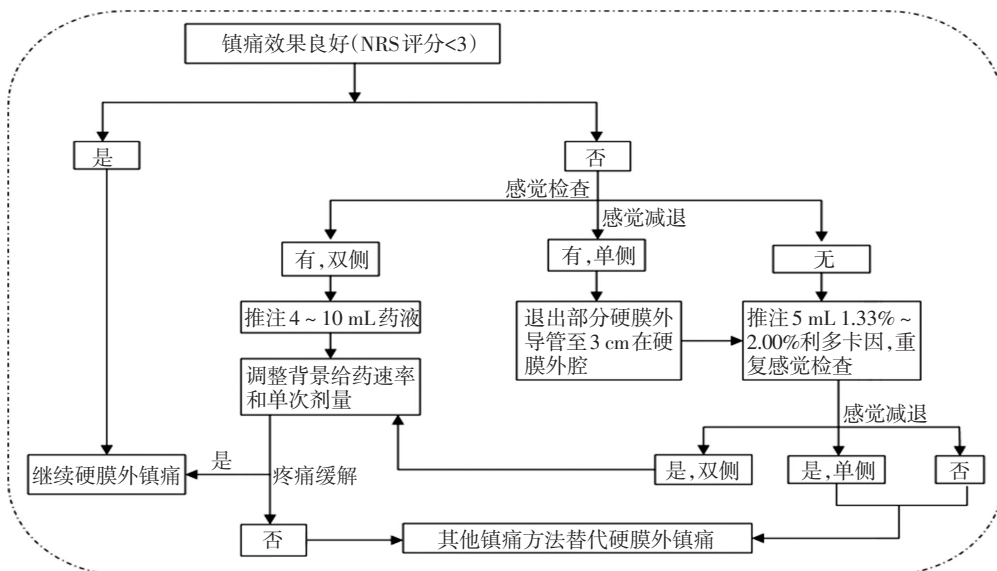 镇痛效果良好(NRS评分<3)
是
否
感觉检查
感觉减退
有,双侧
有,单侧
无
推注4~10 mL药液
退出部分硬膜外
导管至3 cm在硬
膜外腔
推注5 mL 1.33%~
2.00%利多卡因,重
复感觉检查
调整背景给药速率
和单次剂量
感觉减退
继续硬膜外镇痛
是
疼痛缓解
是,双侧
是,单侧
否
否
其他镇痛方法替代硬膜外镇痛